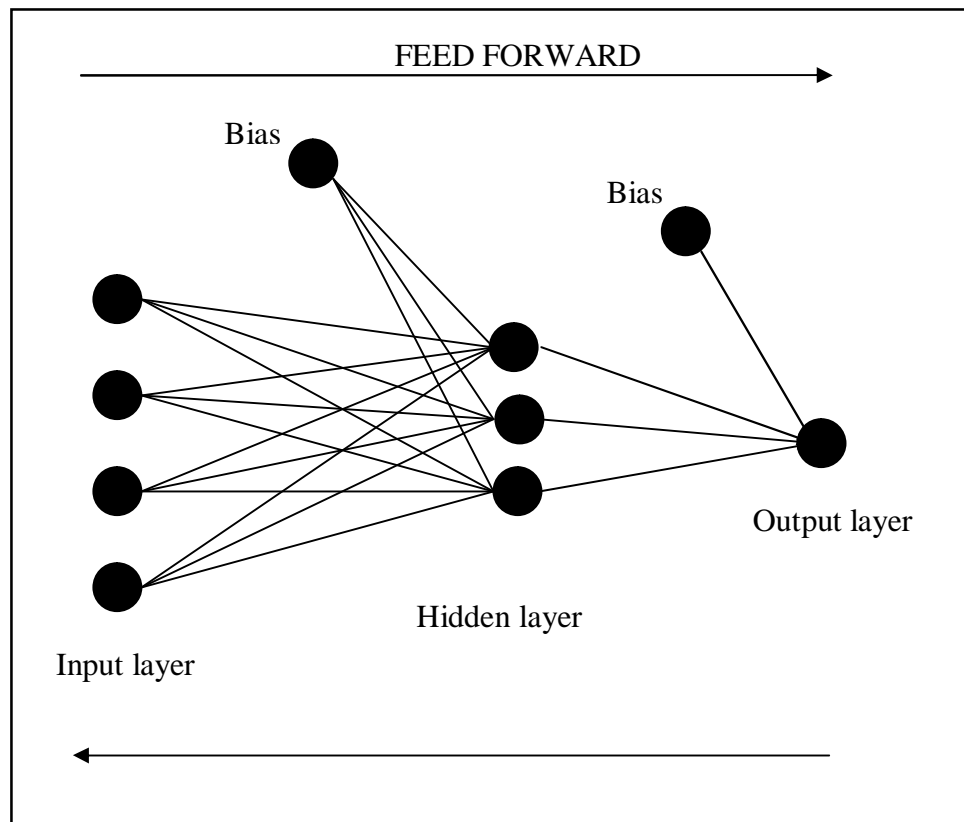 FEED FORWARD
Bias
Bias
Output layer
Hidden layer
Input layer